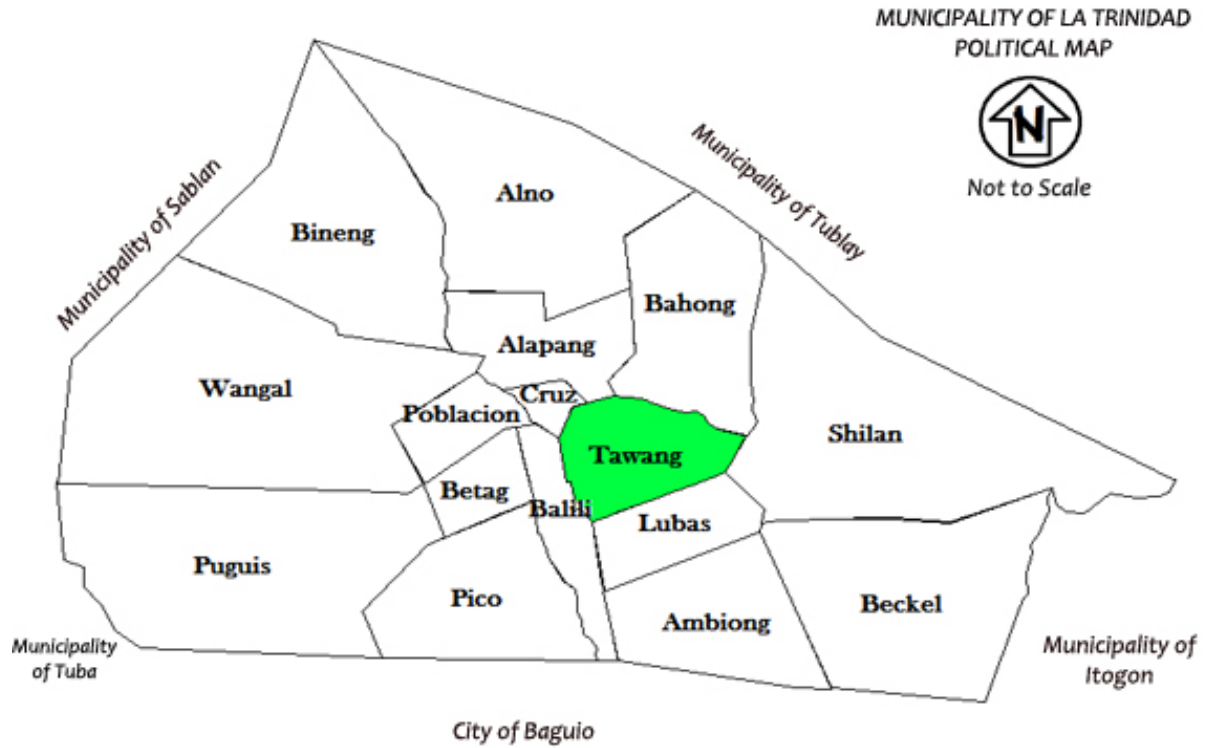 MUNICIPALITY OF LA TRINIDAD
POLITICAL MAP
N
Not to Scale
Municipality of Sablan
Municipality of Tublay
Alno
Bineng
Bahong
Alapang
Wangal
Cruz
Poblacion
Shilan
Tawang
Betag
Balili
Lubas
Puguis
Pico
Beckel
Ambiong
Municipality
of Tuba
Municipality of
Itogon
City of Baguio